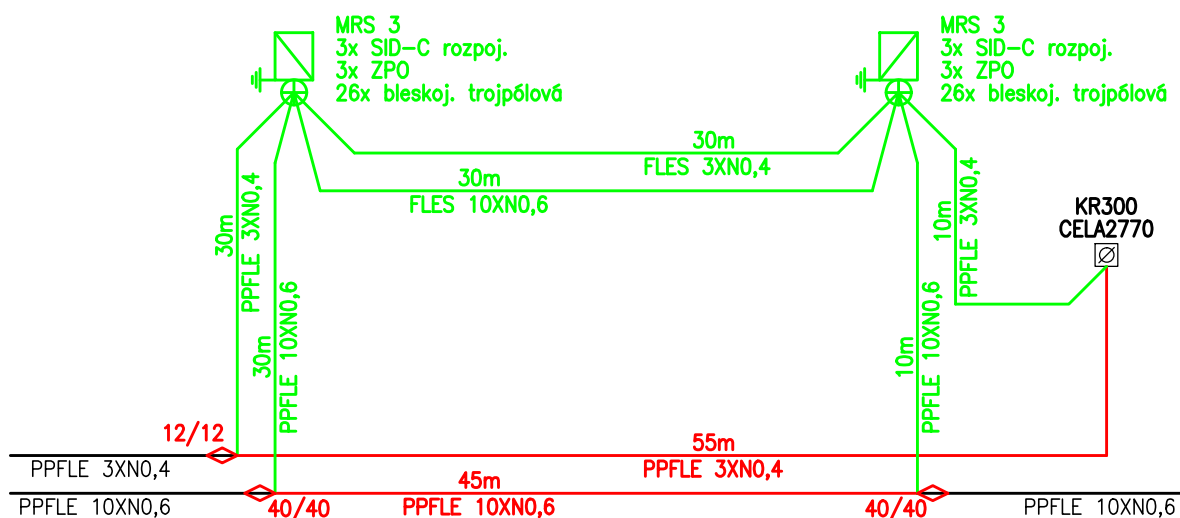 MRS 3
3x SID-C rozpoj.
3x ZPO
26x bleskoj. trojpólová
MRS 3
3x SID-C rozpoj.
3x ZPO
26x bleskoj. trojpólová
30m
FLES 3XN0,4
30m
FLES 10XN0,6
30m
PPFLE 3XN0,4
30m
PPFLE 10XN0,6
10m
PPFLE 3XN0,4
10m
PPFLE 10XN0,6
KR300
CELA2770
12/12
55m
PPFLE 3XN0,4
PPFLE 3XN0,4
45m
PPFLE 10XN0,6
40/40
PPFLE 10XN0,6
40/40
PPFLE 10XN0,6